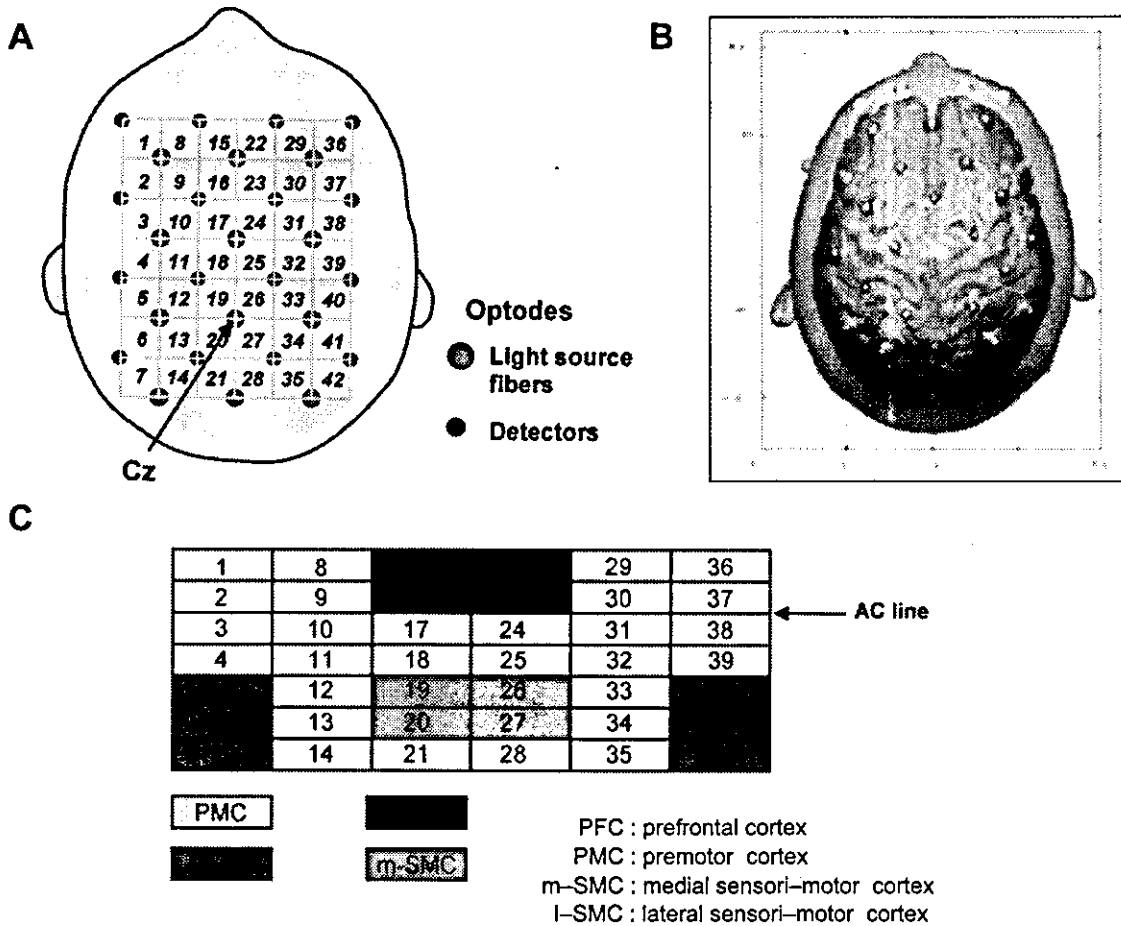 A
1 8 15 22 29 36
2 9 16 23 30 37
3 10 17 24 31 38
4 11 18 25 32 39
5 12 19 26 33 40
6 13 20 27 34 41
7 14 21 28 35 42
Cz
Optodes
Light source
fibers
Detectors
B
C
1 8 29 36
2 9 30 37
AC line
3 10 17 24 31 38
4 11 18 25 32 39
12 19 26 33
13 20 27 34
14 21 28 35
PMC
m-SMC
PFC : prefrontal cortex
PMC : premotor cortex
m–SMC : medial sensori–motor cortex
l–SMC : lateral sensori–motor cortex